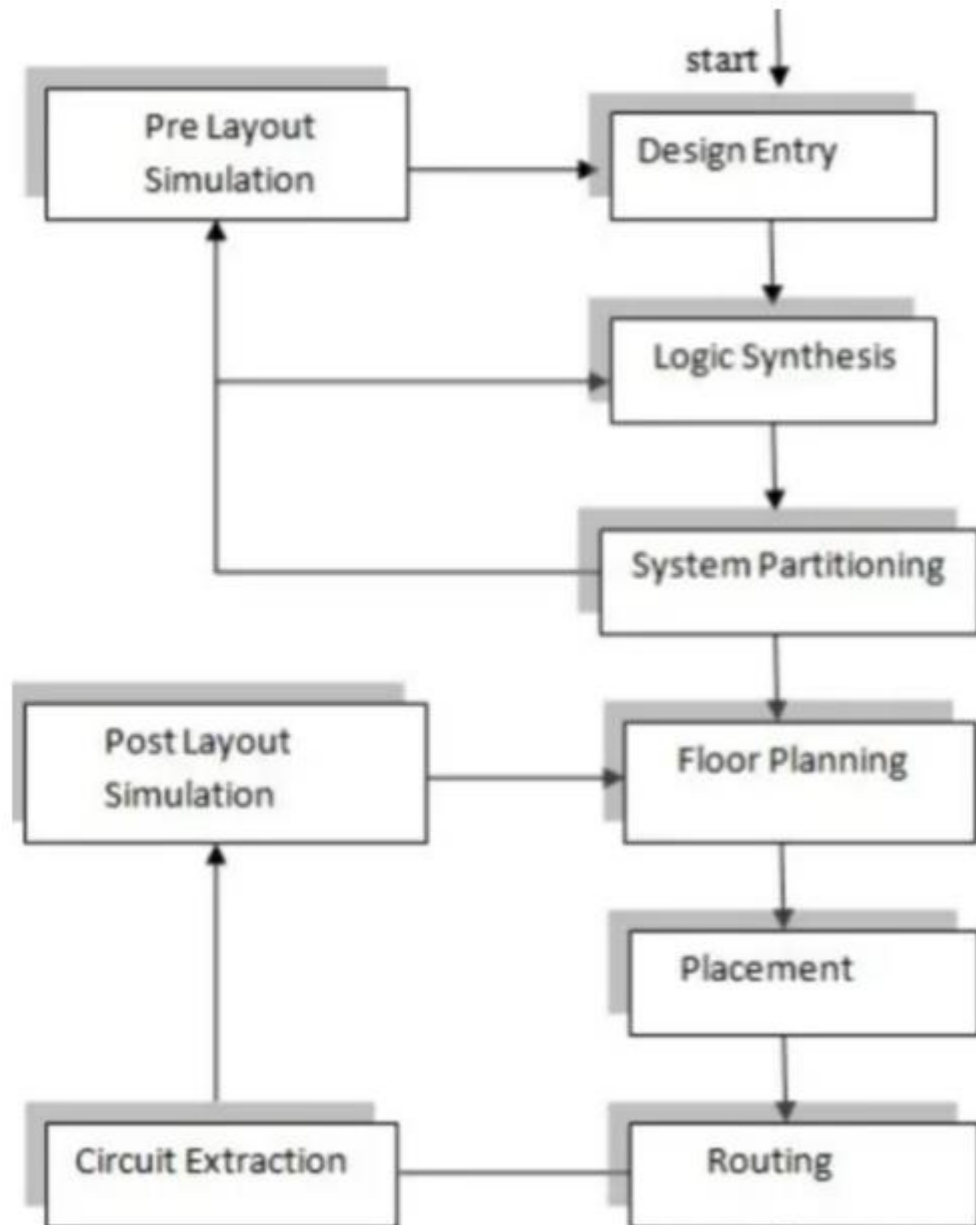 start
Pre Layout
Simulation
Design Entry
Logic Synthesis
System Partitioning
Post Layout
Simulation
Floor Planning
Placement
Circuit Extraction
Routing